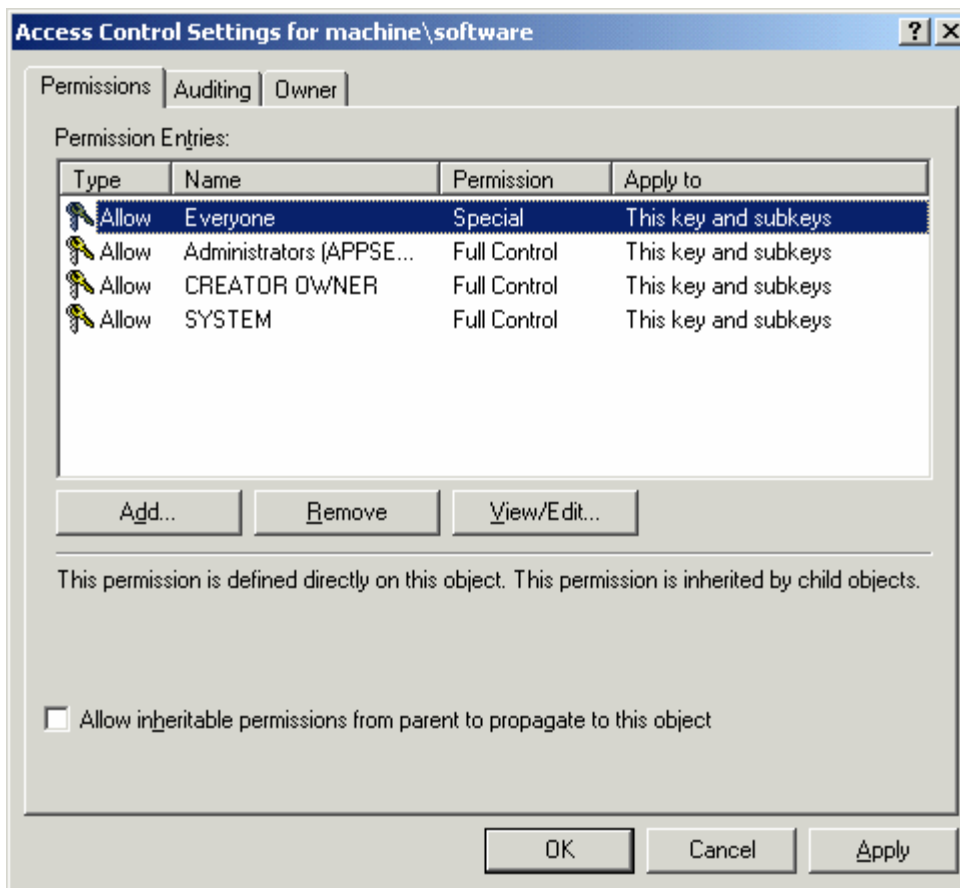 Access Control Settings for machine\software
Permissions Auditing Owner
Permission Entries:
Type Name Permission Apply to
Allow Everyone Special This key and subkeys
Allow Administrators (APPSE... Full Control This key and subkeys
Allow CREATOR OWNER Full Control This key and subkeys
Allow SYSTEM Full Control This key and subkeys
Add... Remove View/Edit...
This permission is defined directly on this object. This permission is inherited by child objects.
Allow inheritable permissions from parent to propagate to this object
OK Cancel Apply